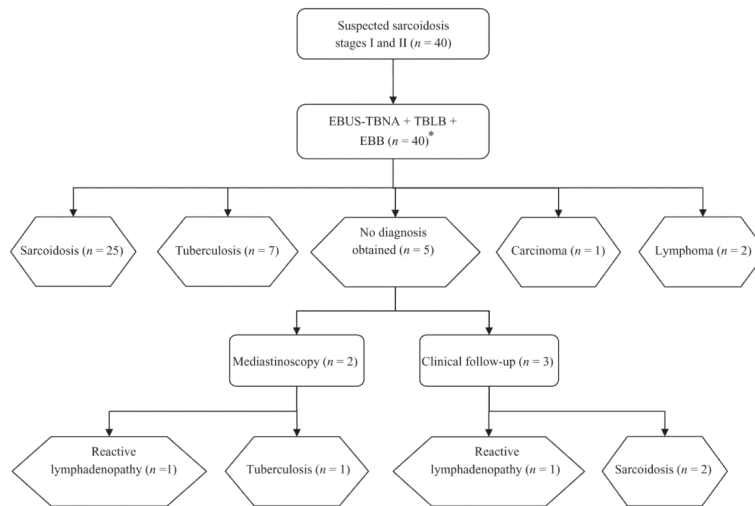 Suspected sarcoidosis
stages I and II (n = 40)
EBUS-TBNA + TBLB +
EBB (n = 40)*
Sarcoidosis (n = 25)
Tuberculosis (n = 7)
No diagnosis
obtained (n = 5)
Carcinoma (n = 1)
Lymphoma (n = 2)
Mediastinoscopy (n = 2)
Clinical follow-up (n = 3)
Reactive
lymphadenopathy (n =1)
Tuberculosis (n = 1)
Reactive
lymphadenopathy (n = 1)
Sarcoidosis (n = 2)